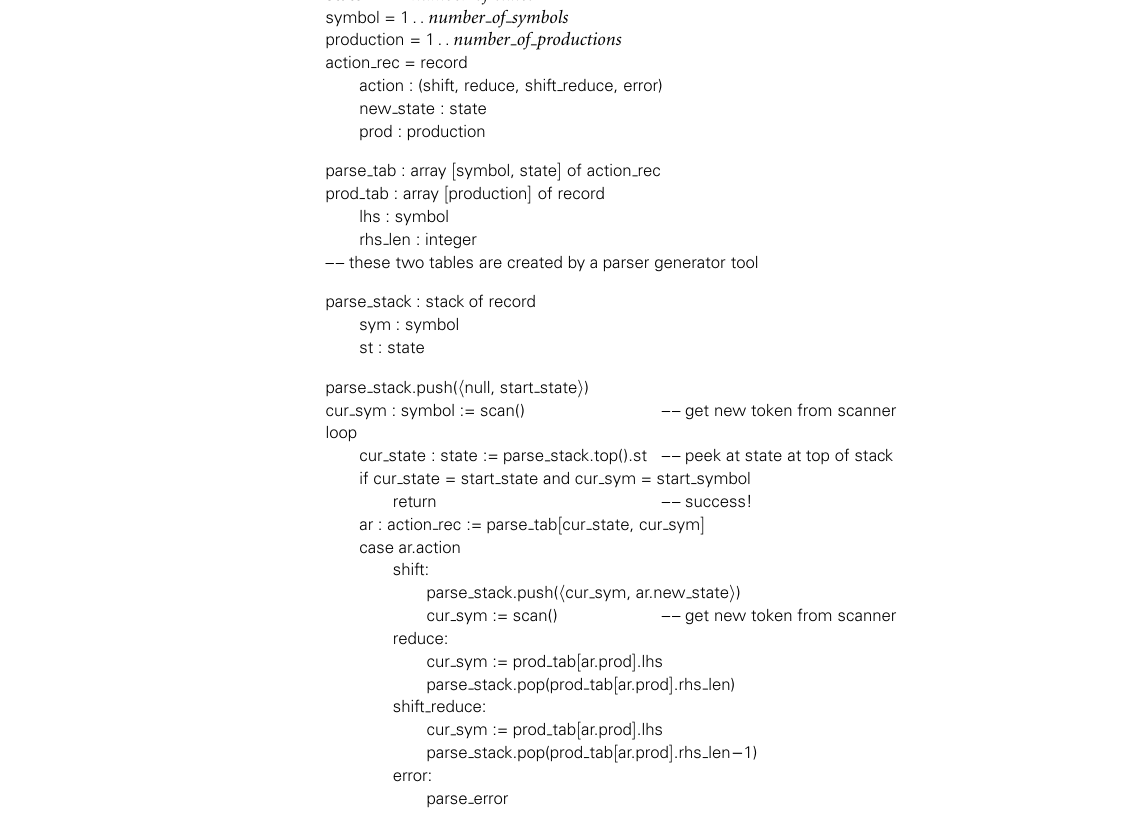 symbol = 1 . . number_of_symbols
production = 1 . . number_of_productions
action_rec = record
action : (shift, reduce, shift_reduce, error)
new_state : state
prod : production
parse_tab : array [symbol, state] of action_rec
prod_tab : array [production] of record
lhs : symbol
rhs_len : integer
−− these two tables are created by a parser generator tool
parse_stack : stack of record
sym : symbol
st : state
parse_stack.push(⟨null, start_state⟩)
cur_sym : symbol := scan() −− get new token from scanner
loop
cur_state : state := parse_stack.top().st −− peek at state at top of stack
if cur_state = start_state and cur_sym = start_symbol
return −− success!
ar : action_rec := parse_tab[cur_state, cur_sym]
case ar.action
shift:
parse_stack.push(⟨cur_sym, ar.new_state⟩)
cur_sym := scan() −− get new token from scanner
reduce:
cur_sym := prod_tab[ar.prod].lhs
parse_stack.pop(prod_tab[ar.prod].rhs_len)
shift_reduce:
cur_sym := prod_tab[ar.prod].lhs
parse_stack.pop(prod_tab[ar.prod].rhs_len−1)
error:
parse_error